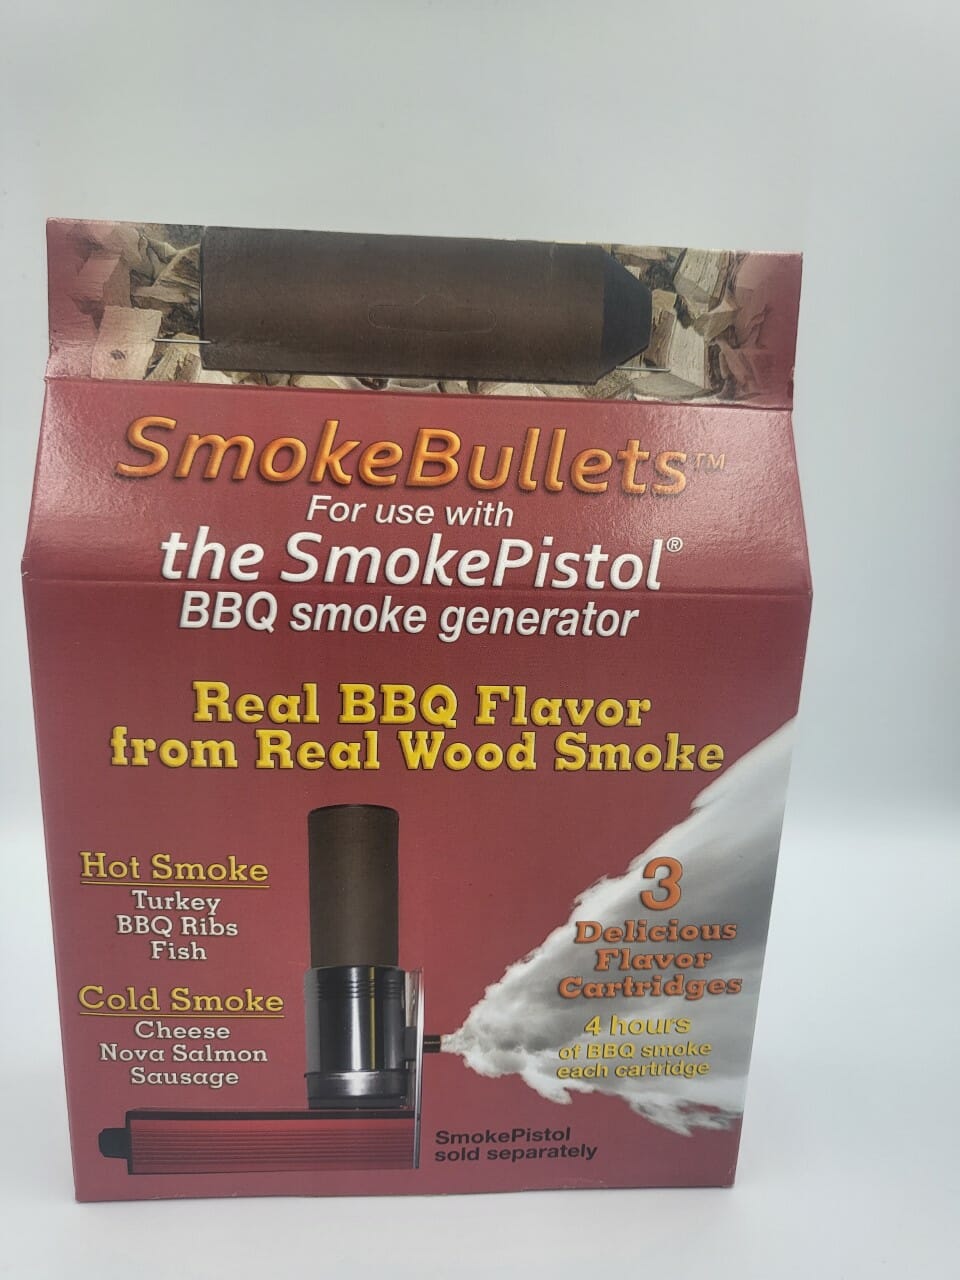 SmokeBullets™
For use with
the SmokePistol®
BBQ smoke generator
Real BBQ Flavor
from Real Wood Smoke
Hot Smoke
Turkey
BBQ Ribs
Fish
Cold Smoke
Cheese
Nova Salmon
Sausage
3
Delicious
Flavor
Cartridges
4 hours
of BBQ smoke
each cartridge
SmokePistol
sold separately